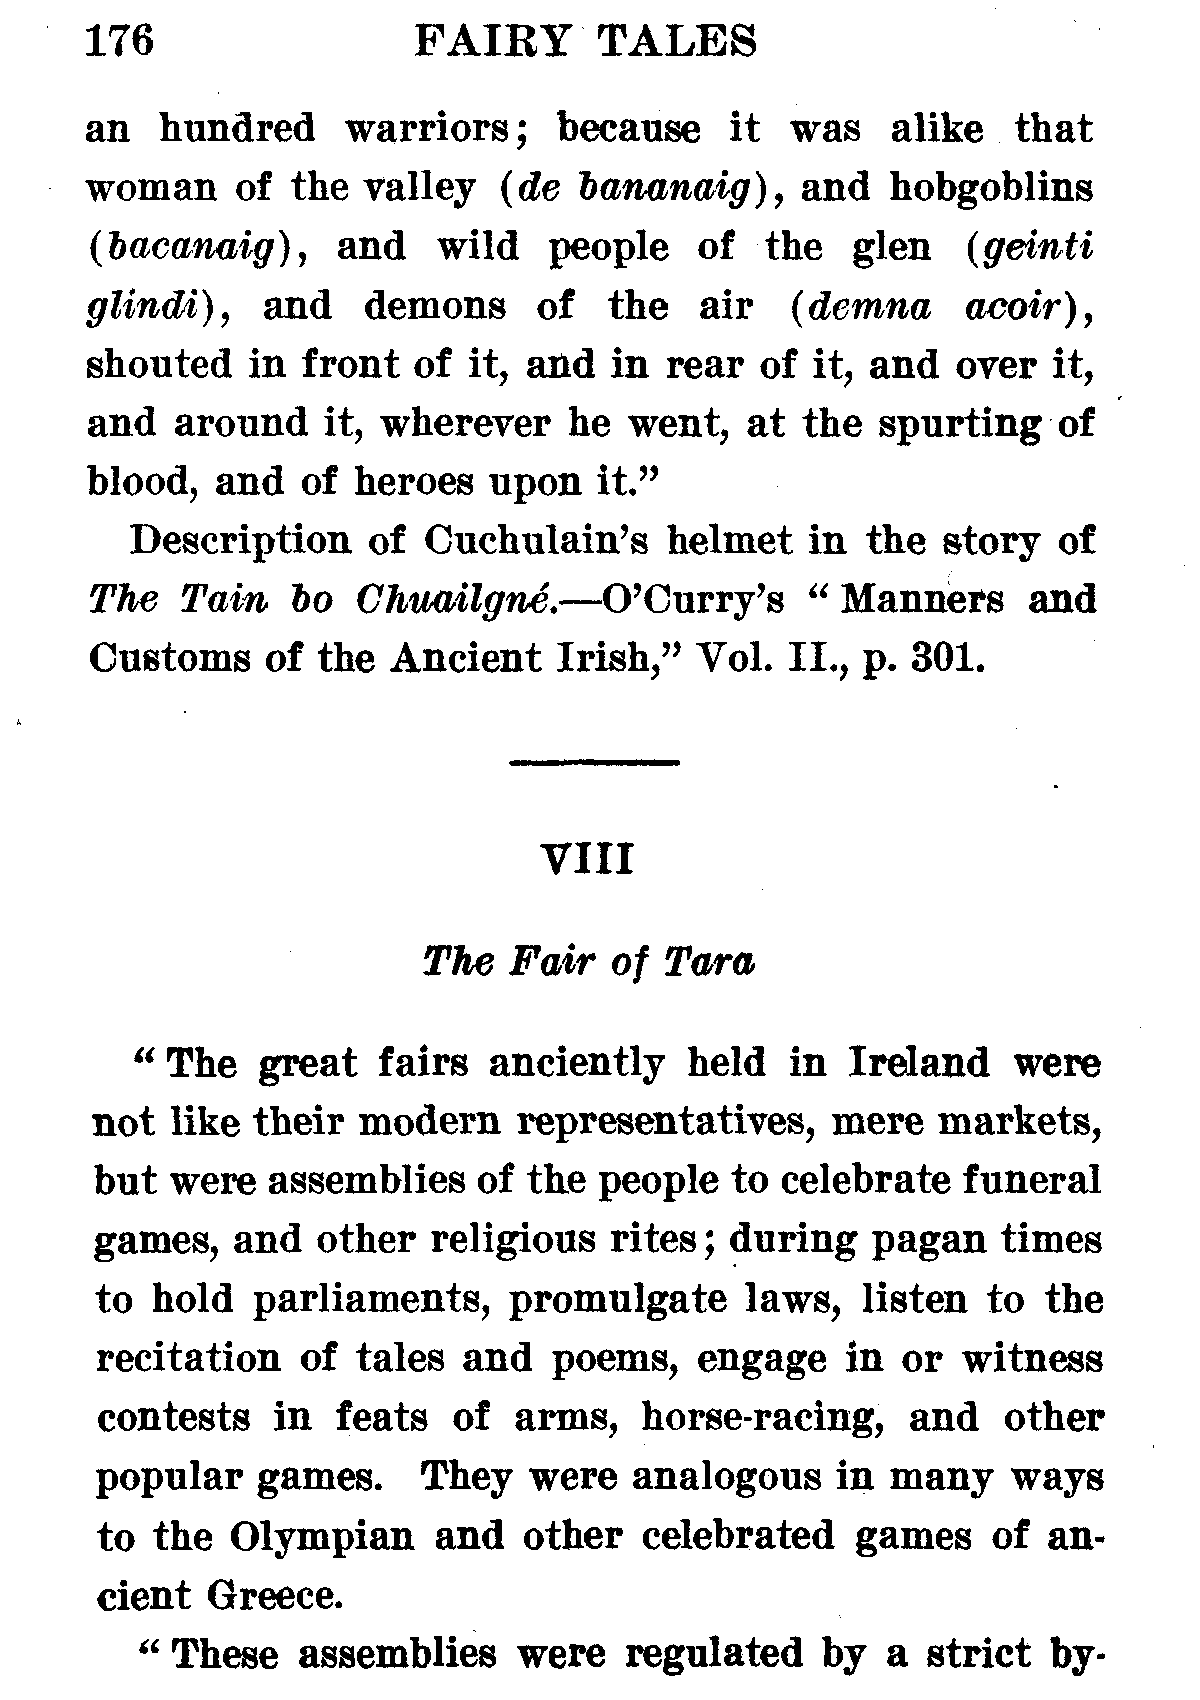 176 FAIRY TALES
an hundred warriors; because it was alike that
woman of the valley (de bananaig), and hobgoblins
(bacanaig), and wild people of the glen (geinti
glindi), and demons of the air (demna acoir),
shouted in front of it, and in rear of it, and over it,
and around it, wherever he went, at the spurting of
blood, and of heroes upon it.”
Description of Cuchulain’s helmet in the story of
The Tain bo Chuailgné.—O’Curry’s “ Manners and
Customs of the Ancient Irish,” Vol. II., p. 301.
VIII
The Fair of Tara
“ The great fairs anciently held in Ireland were
not like their modern representatives, mere markets,
but were assemblies of the people to celebrate funeral
games, and other religious rites; during pagan times
to hold parliaments, promulgate laws, listen to the
recitation of tales and poems, engage in or witness
contests in feats of arms, horse-racing, and other
popular games. They were analogous in many ways
to the Olympian and other celebrated games of an-
cient Greece.
“ These assemblies were regulated by a strict by-